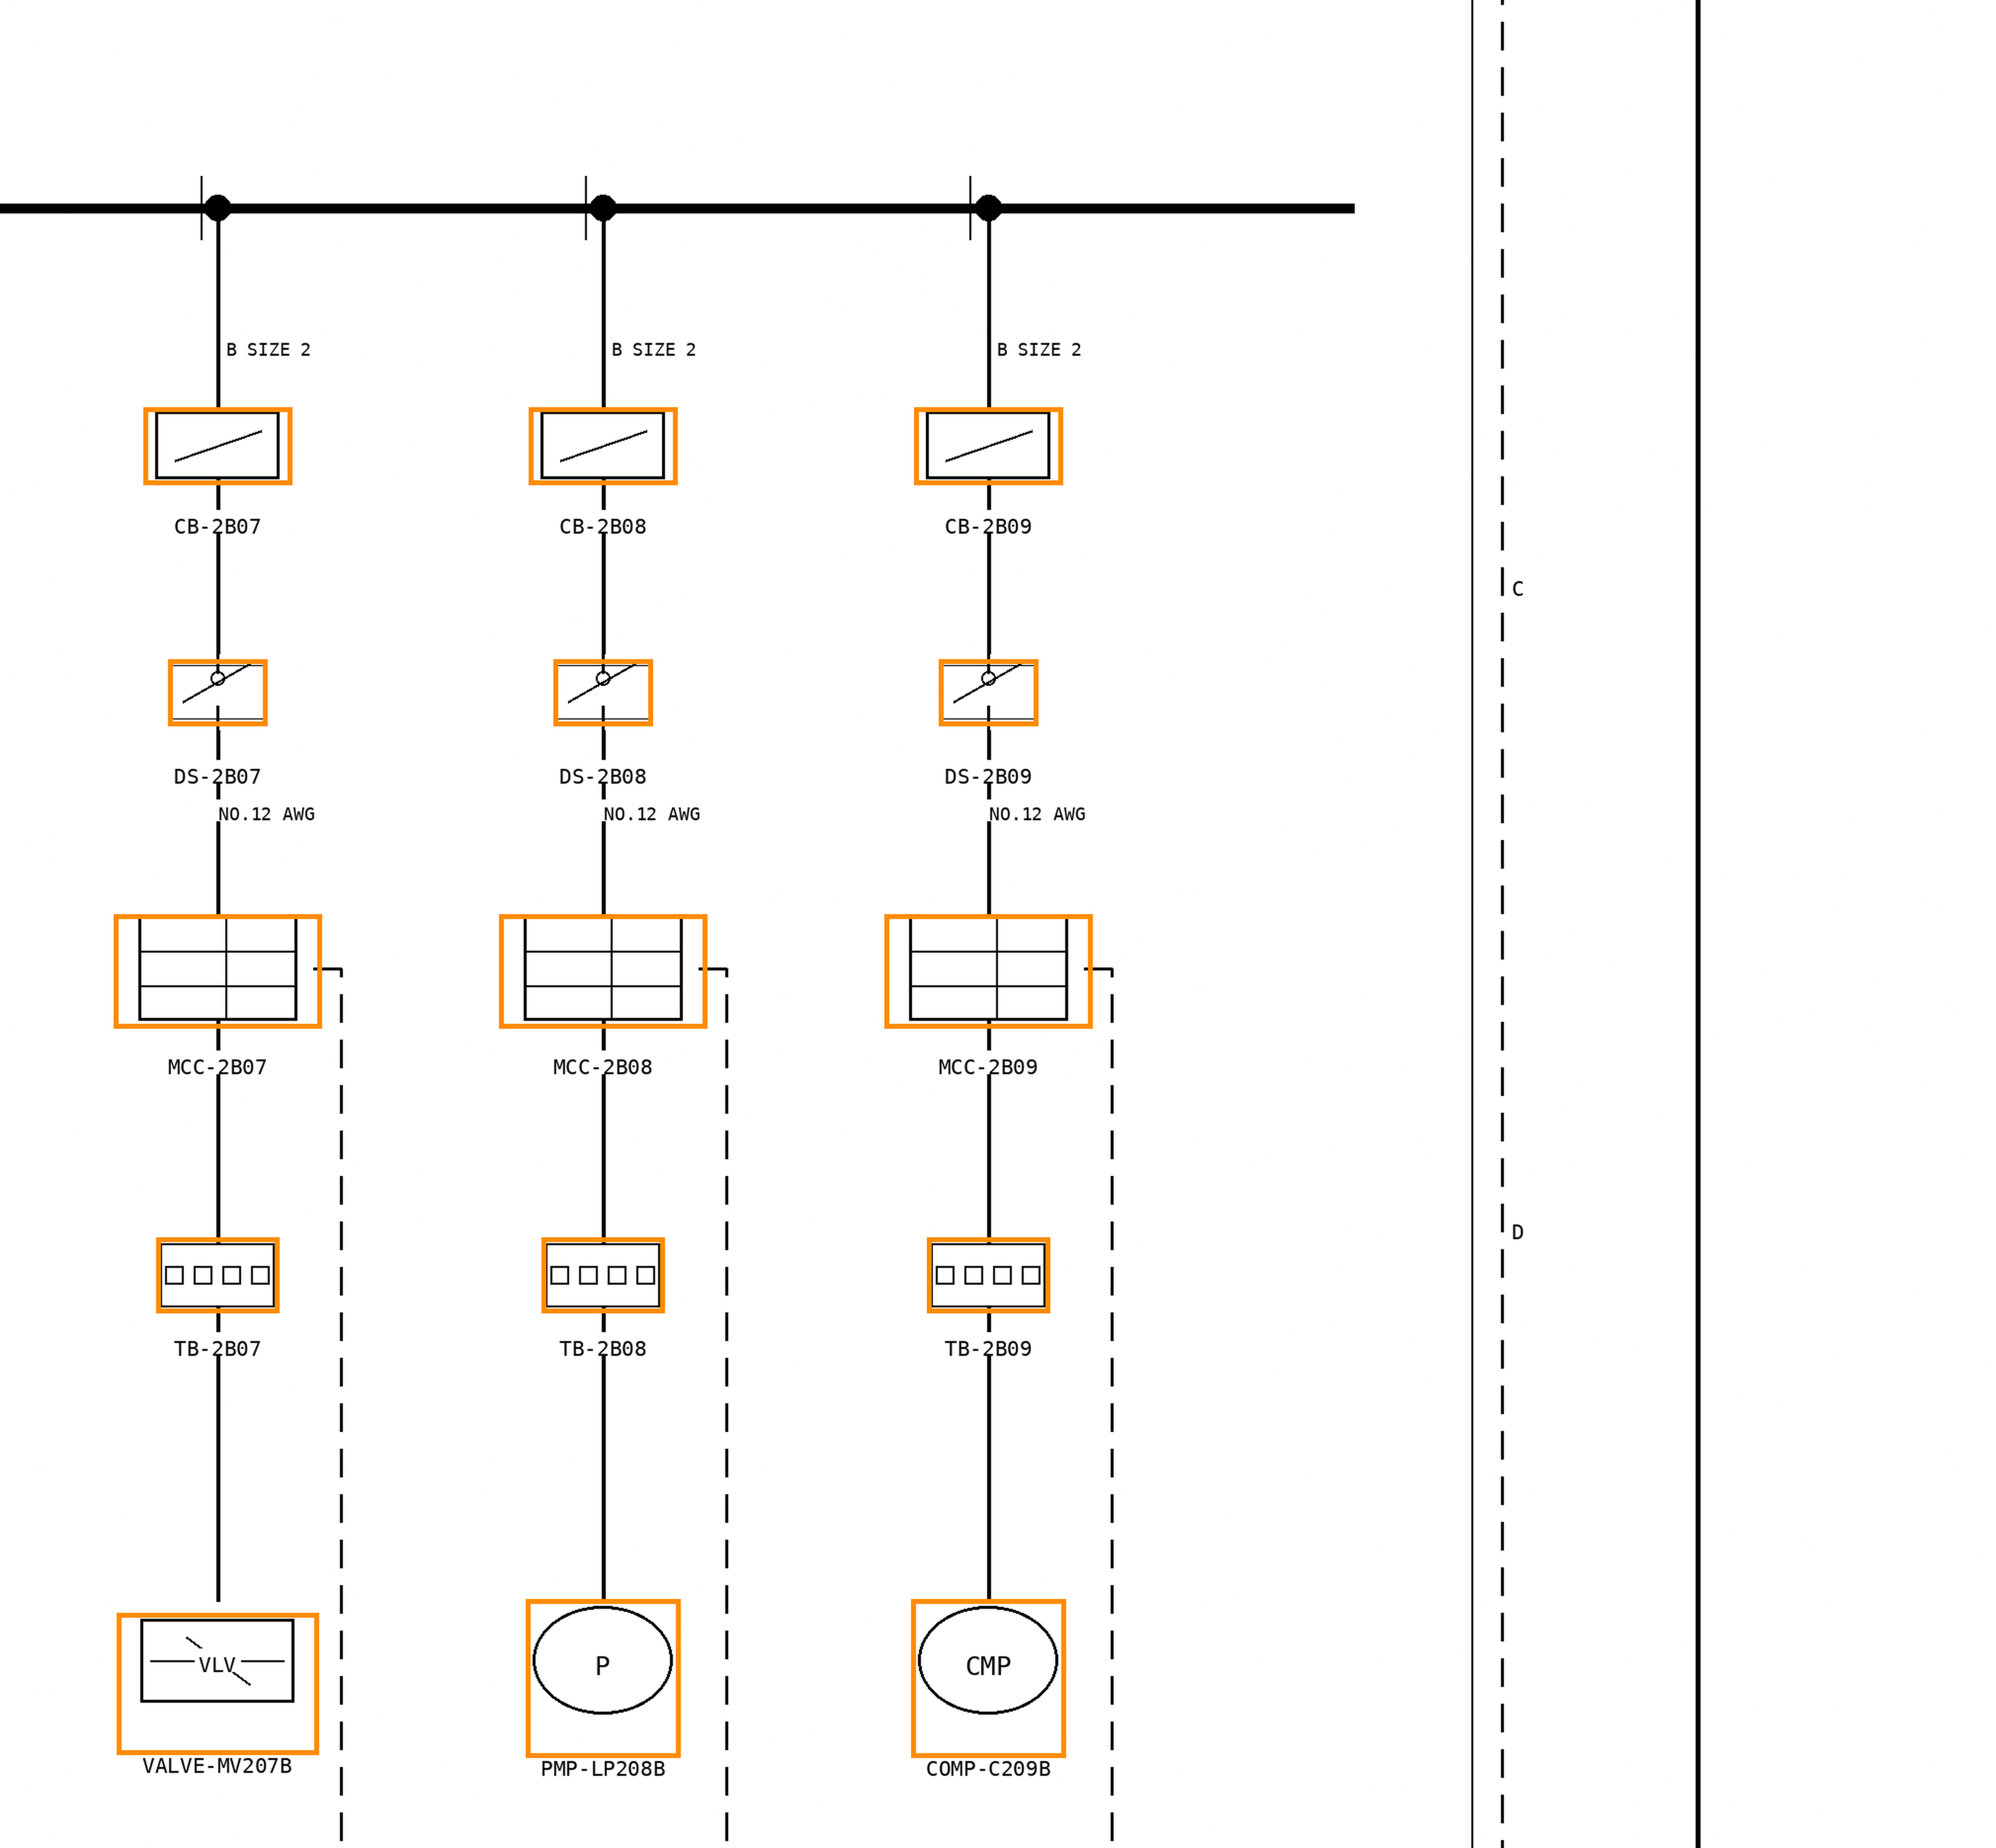 B SIZE 2 B SIZE 2 B SIZE 2
CB-2B07 CB-2B08 CB-2B09
C
DS-2B07 DS-2B08 DS-2B09
NO.12 AWG NO.12 AWG NO.12 AWG
MCC-2B07 MCC-2B08 MCC-2B09
D
TB-2B07 TB-2B08 TB-2B09
VLV P CMP
VALVE-MV207B PMP-LP208B COMP-C209B